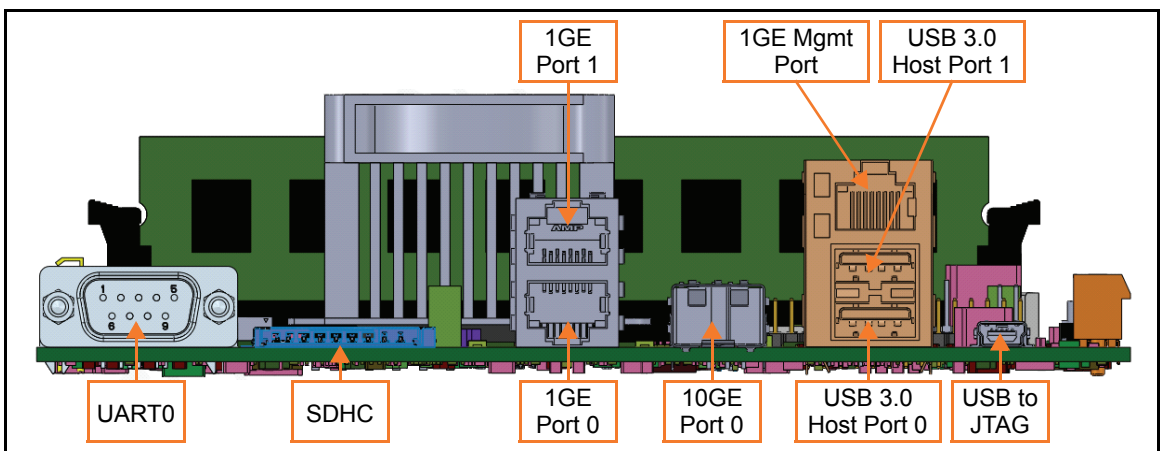 1GE
Port 1
1GE Mgmt
Port
USB 3.0
Host Port 1
AMP
1 5
6 9
UART0
SDHC
1GE
Port 0
10GE
Port 0
USB 3.0
Host Port 0
USB to
JTAG